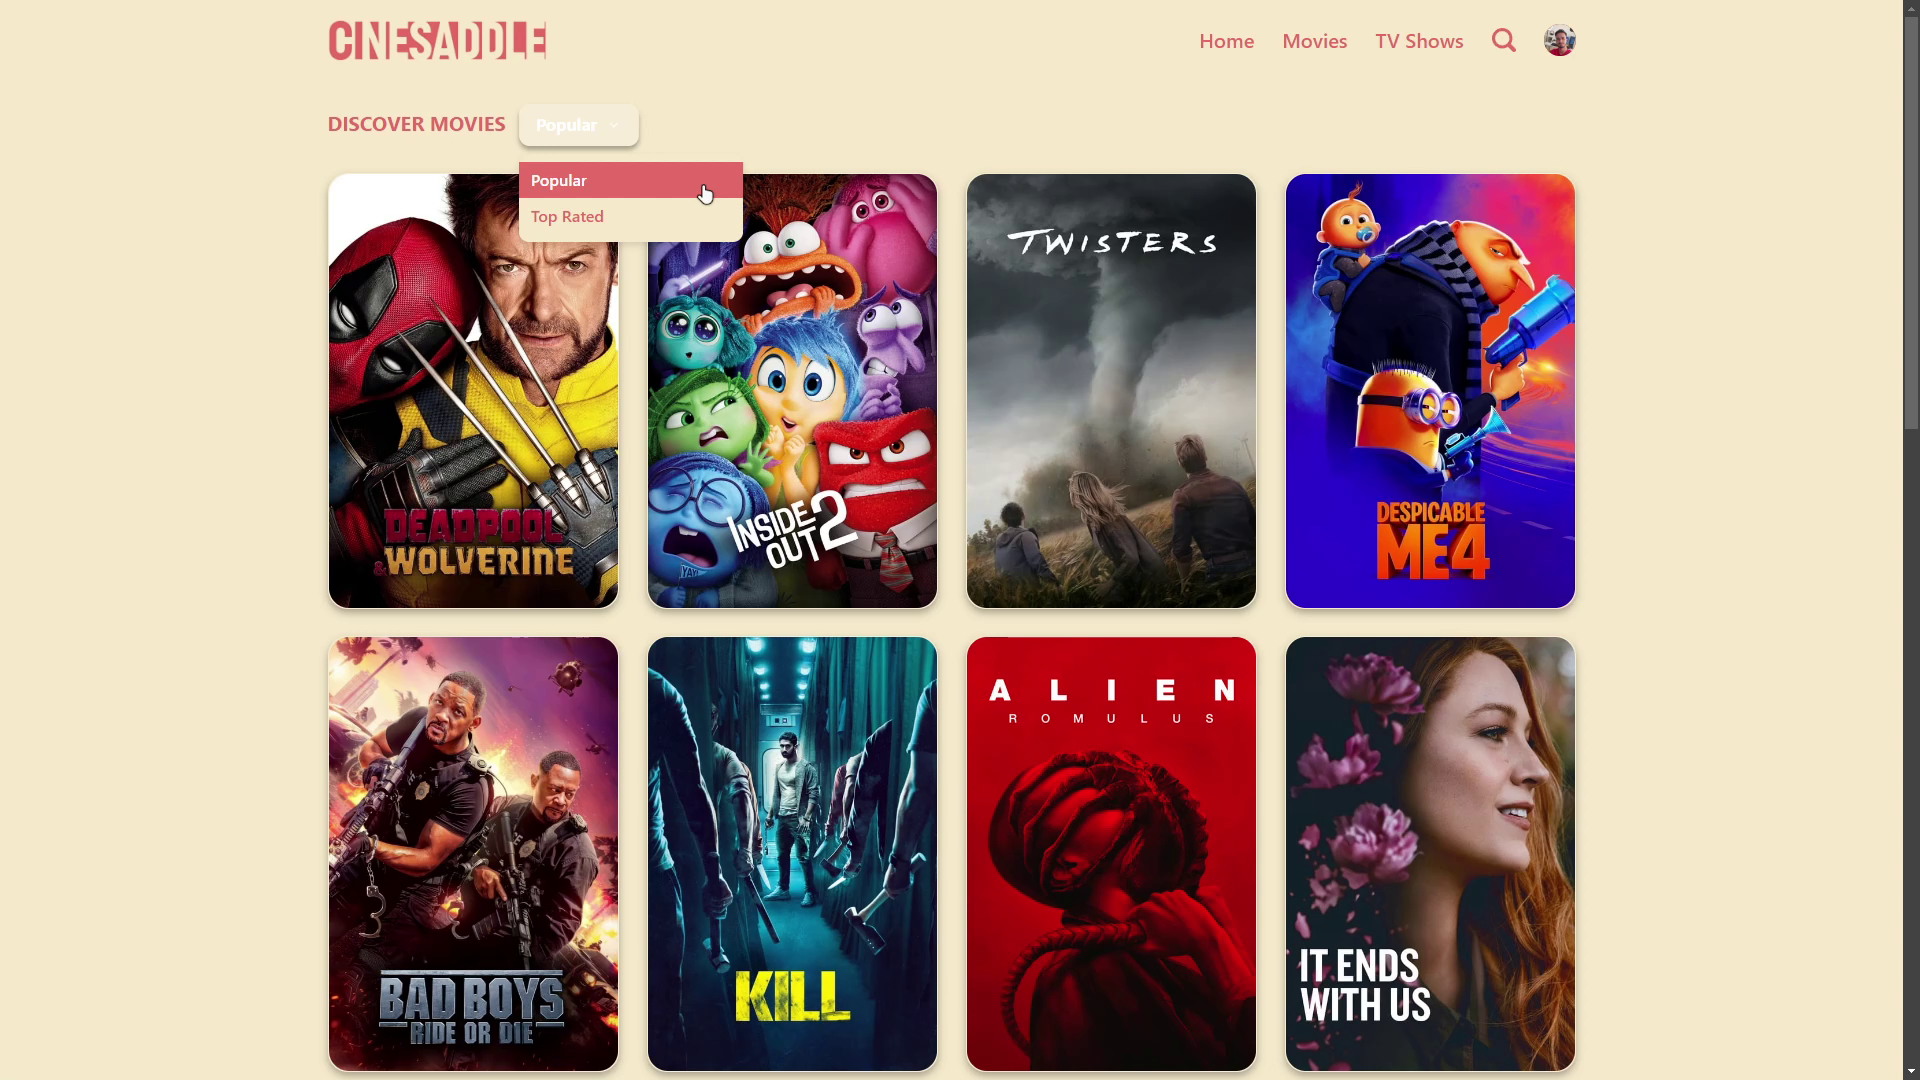 CINESADDLE
Home
Movies
TV Shows
DISCOVER MOVIES
Popular
Popular
Top Rated
DEADPOOL
& WOLVERINE
YAY!
INSIDE
OUT 2
TWISTERS
DESPICABLE
ME4
BAD BOYS
RIDE OR DIE
KILL
ALIEN
ROMULUS
IT ENDS
WITH US